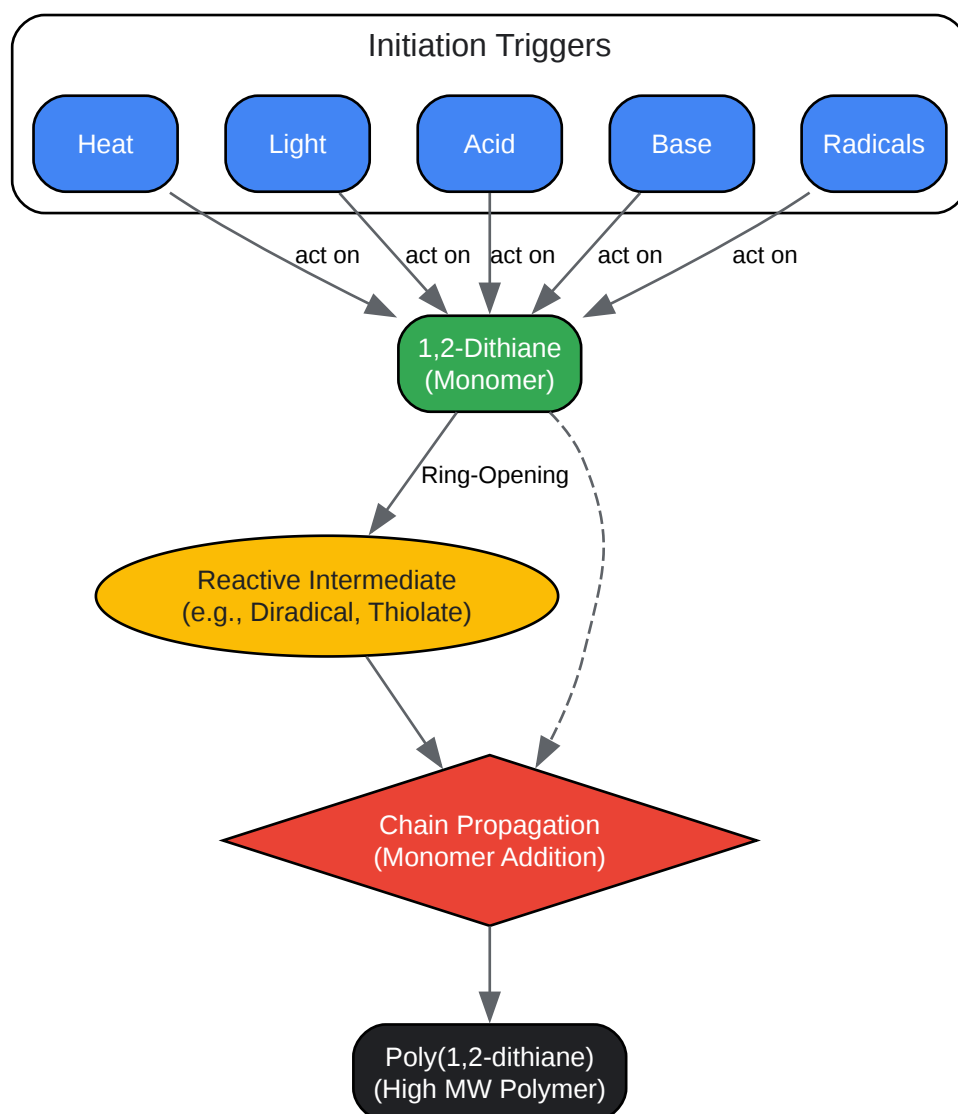 Initiation Triggers
Heat
Light
Acid
Base
Radicals
act on
act on
act on
act on
act on
1,2-Dithiane
(Monomer)
Ring-Opening
Reactive Intermediate
(e.g., Diradical, Thiolate)
Chain Propagation
(Monomer Addition)
Poly(1,2-dithiane)
(High MW Polymer)